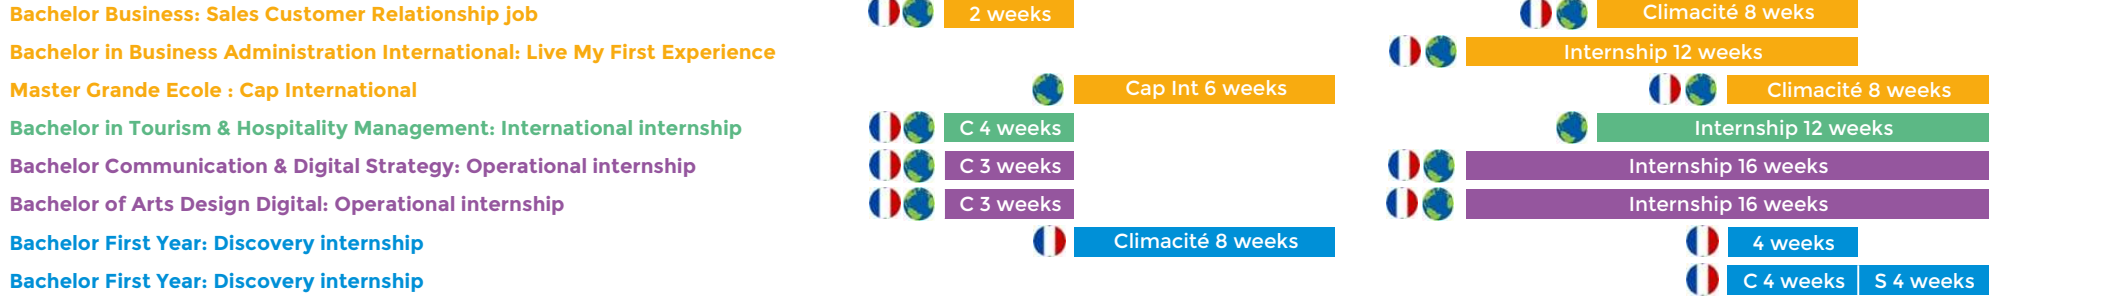 Bachelor Business: Sales Customer Relationship job 2 weeks Climacité 8 weks
Bachelor in Business Administration International: Live My First Experience Internship 12 weeks
Master Grande Ecole : Cap International Cap Int 6 weeks Climacité 8 weeks
Bachelor in Tourism & Hospitality Management: International internship C 4 weeks Internship 12 weeks
Bachelor Communication & Digital Strategy: Operational internship C 3 weeks Internship 16 weeks
Bachelor of Arts Design Digital: Operational internship C 3 weeks Internship 16 weeks
Bachelor First Year: Discovery internship Climacité 8 weeks 4 weeks
Bachelor First Year: Discovery internship C 4 weeks S 4 weeks